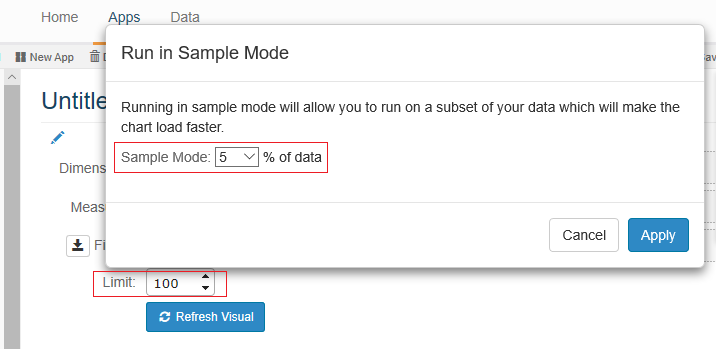 Home Apps Data
New App
Run in Sample Mode
Untitle
Running in sample mode will allow you to run on a subset of your data which will make the
chart load faster.
Sample Mode: 5 % of data
Dimens
Meas
Cancel Apply
Fi
Limit: 100
Refresh Visual